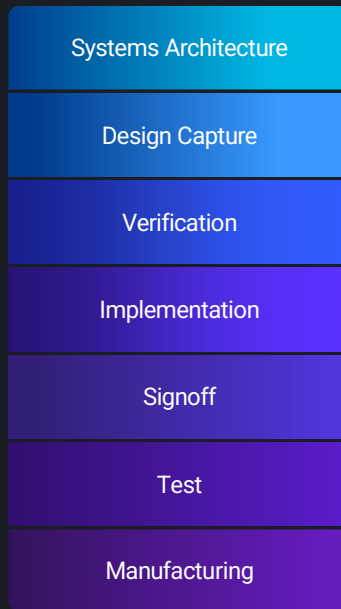 Systems Architecture
Design Capture
Verification
Implementation
Signoff
Test
Manufacturing